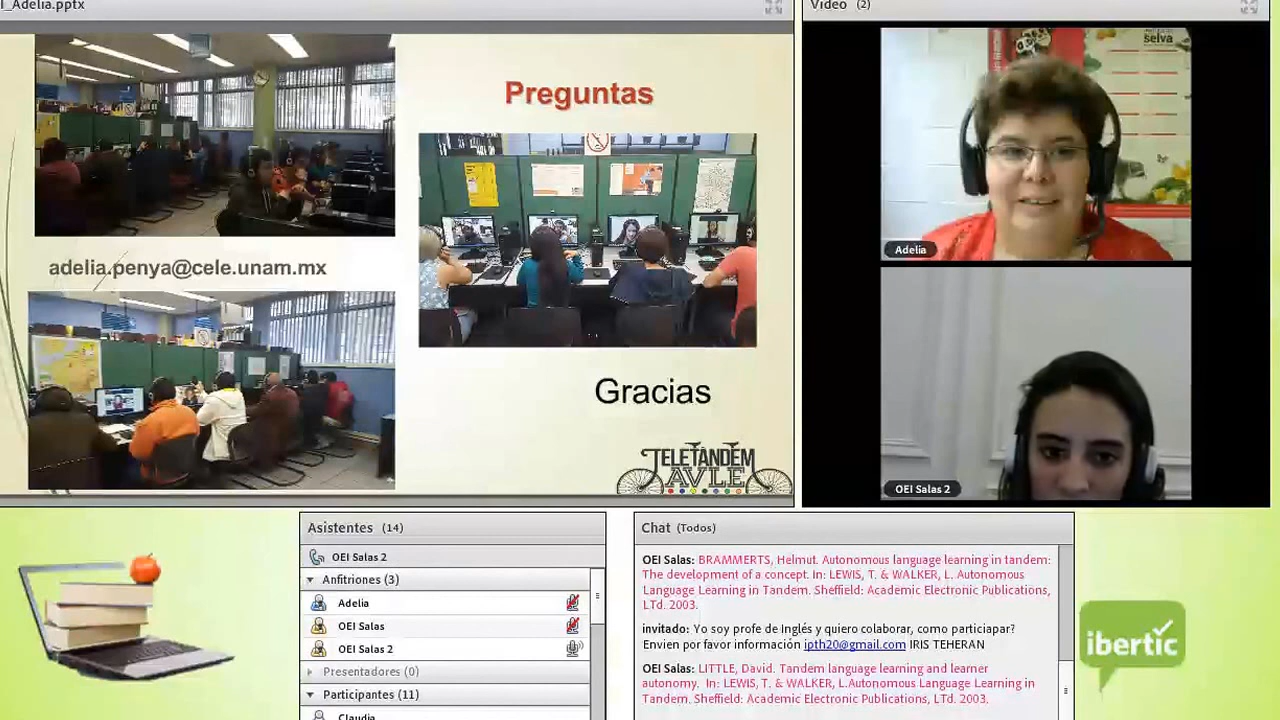 I_Adelia.pptx
Preguntas
adelia.penya@cele.unam.mx
Gracias
TELETANDEM
AVLE
Video (2)
selva
Adelia
OEI Salas 2
Asistentes (14)
OEI Salas 2
Anfitriones (3)
Adelia
OEI Salas
OEI Salas 2
Presentadores (0)
Participantes (11)
Claudia
Chat (Todos)
OEI Salas: BRAMMERTS, Helmut. Autonomous language learning in tandem:
The development of a concept. In: LEWIS, T. & WALKER, L. Autonomous
Language Learning in Tandem. Sheffield: Academic Electronic Publications,
LTd. 2003.
invitado: Yo soy profe de Inglés y quiero colaborar, como particiapar?
Envien por favor información ipth20@gmail.com IRIS TEHERAN
OEI Salas: LITTLE, David. Tandem language learning and learner
autonomy. In: LEWIS, T. & WALKER, L.Autonomous Language Learning in
Tandem. Sheffield: Academic Electronic Publications, LTd. 2003.
ibertic